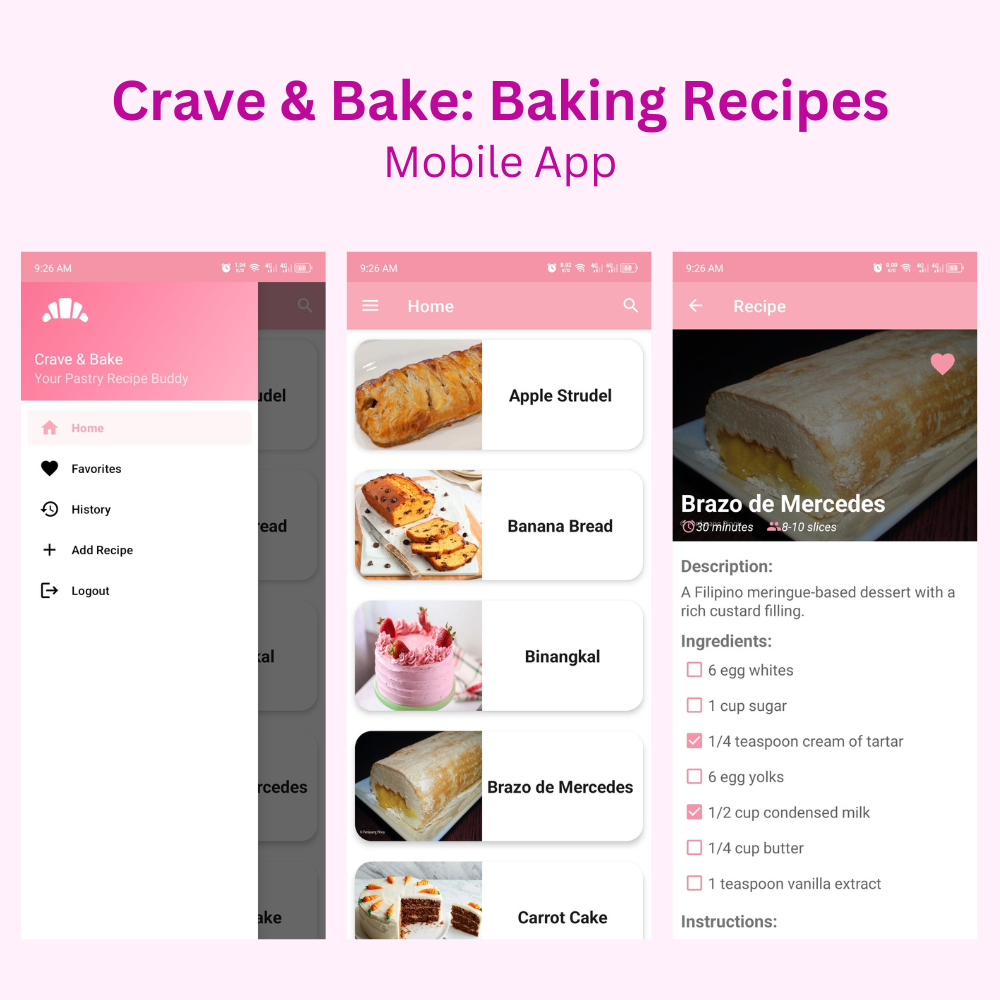 Crave & Bake: Baking Recipes
Mobile App
9:26 AM
Crave & Bake
Your Pastry Recipe Buddy
Home
Favorites
History
Add Recipe
Logout
udel
read
kal
rcedes
ake
9:26 AM
Home
Apple Strudel
Banana Bread
Binangkal
Brazo de Mercedes
Carrot Cake
9:26 AM
Recipe
Brazo de Mercedes
30 minutes 8-10 slices
Description:
A Filipino meringue-based dessert with a
rich custard filling.
Ingredients:
6 egg whites
1 cup sugar
1/4 teaspoon cream of tartar
6 egg yolks
1/2 cup condensed milk
1/4 cup butter
1 teaspoon vanilla extract
Instructions: